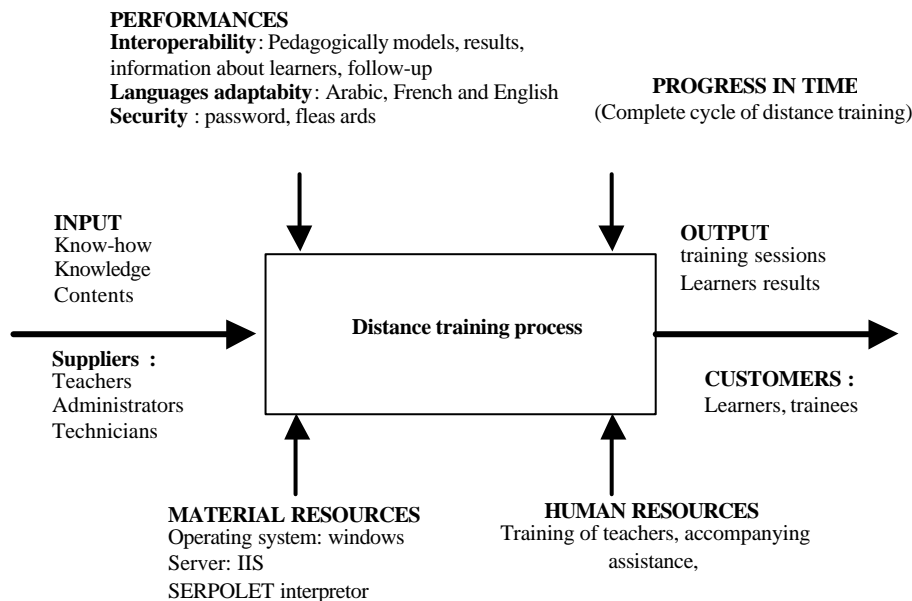 PERFORMANCES
Interoperability: Pedagogically models, results,
information about learners, follow-up
Languages adaptabity: Arabic, French and English
Security : password, fleas ards
PROGRESS IN TIME
(Complete cycle of distance training)
INPUT
Know-how
Knowledge
Contents
Suppliers :
Teachers
Administrators
Technicians
Distance training process
OUTPUT
training sessions
Learners results
CUSTOMERS :
Learners, trainees
MATERIAL RESOURCES
Operating system: windows
Server: IIS
SERPOLET interpretor
HUMAN RESOURCES
Training of teachers, accompanying
assistance,